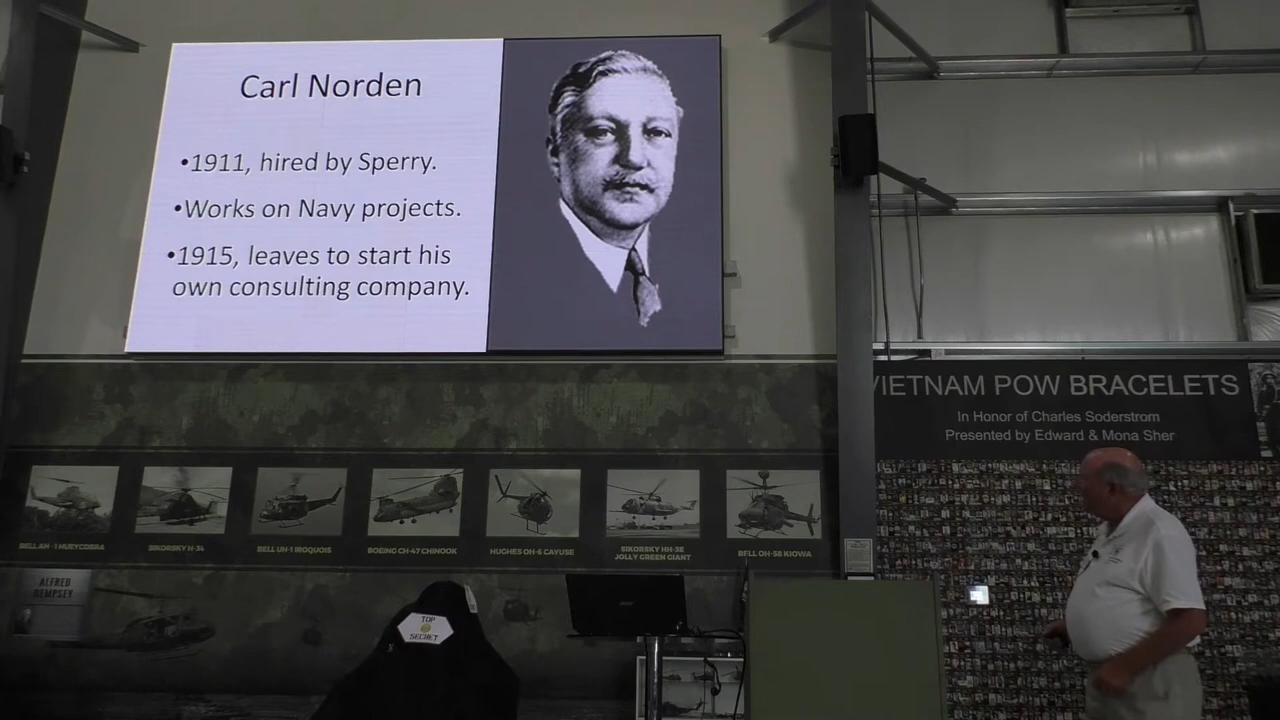 Carl Norden
•1911, hired by Sperry.
•Works on Navy projects.
•1915, leaves to start his
own consulting company.
VIETNAM POW BRACELETS
In Honor of Charles Soderstrom
Presented by Edward & Mona Sher
BELL AH-1 HUEYCOBRA
SIKORSKY H-34
BELL UH-1 IROQUOIS
BOEING CH-47 CHINOOK
HUGHES OH-6 CAYUSE
SIKORSKY HH-3E
JOLLY GREEN GIANT
BELL OH-58 KIOWA
ALFRED
DEMPSEY
TOP
SECRET